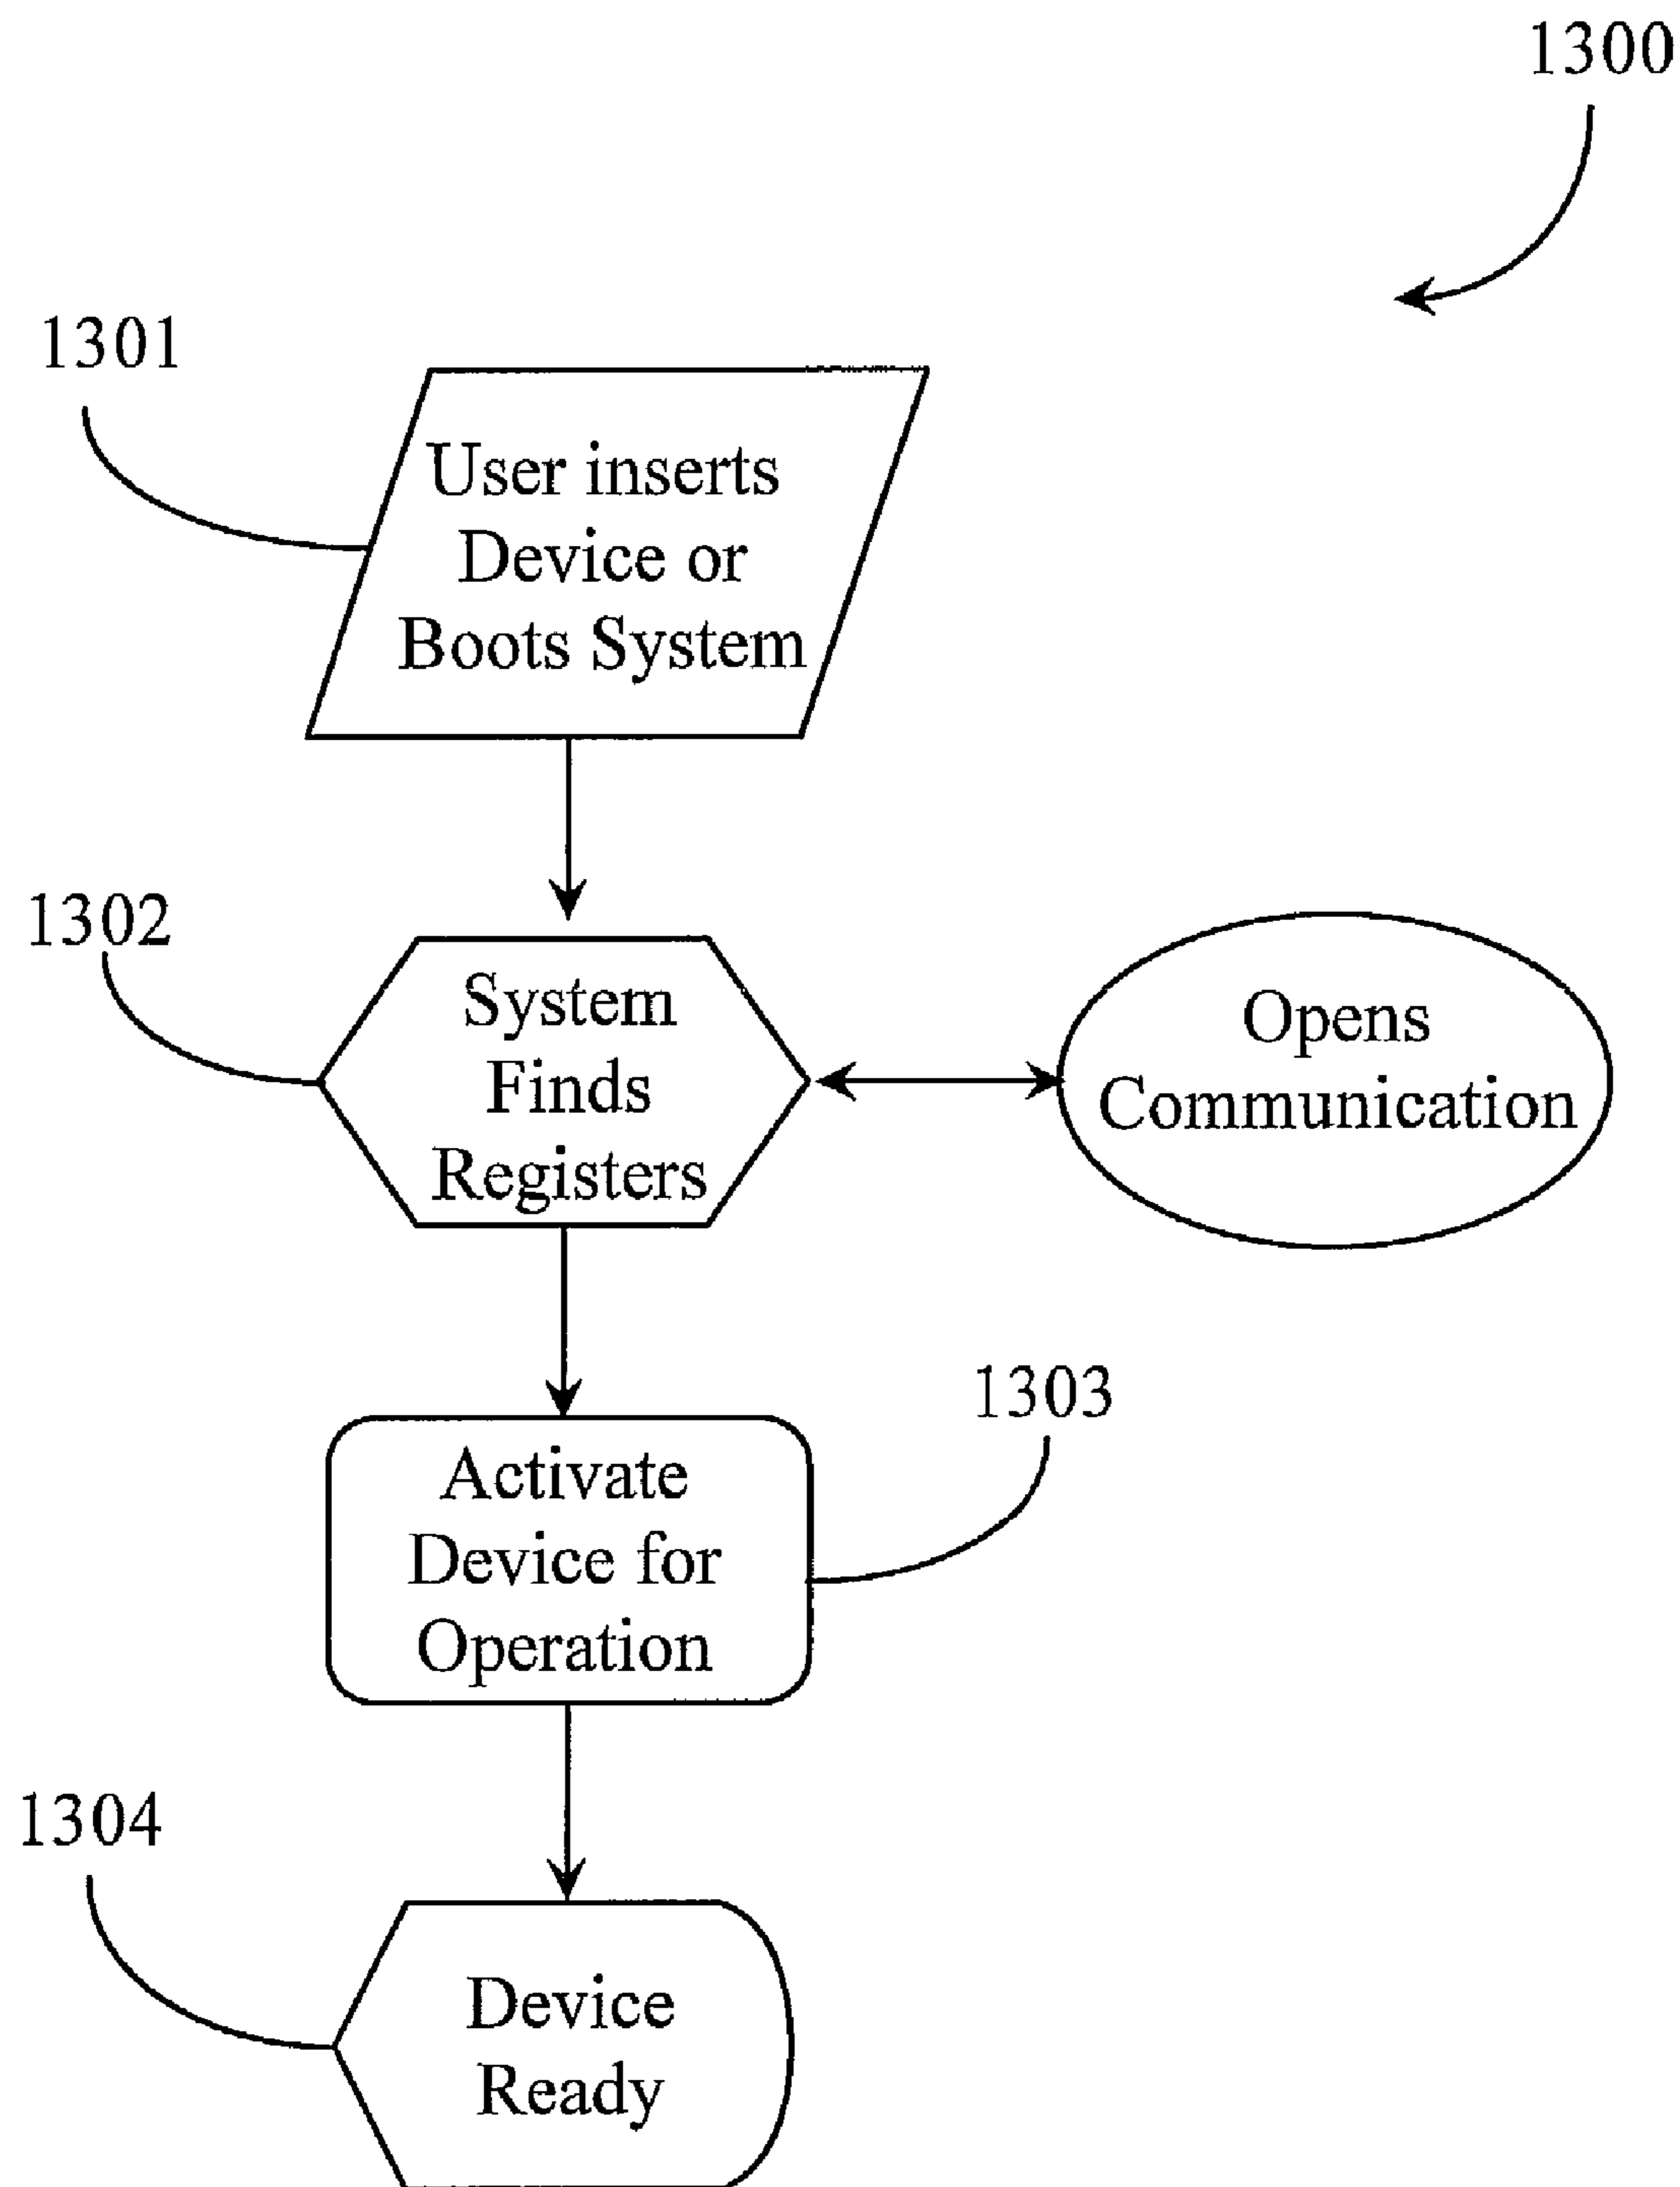 1300
1301
User inserts
Device or
Boots System
1302
System
Finds
Registers
Opens
Communication
1303
Activate
Device for
Operation
1304
Device
Ready